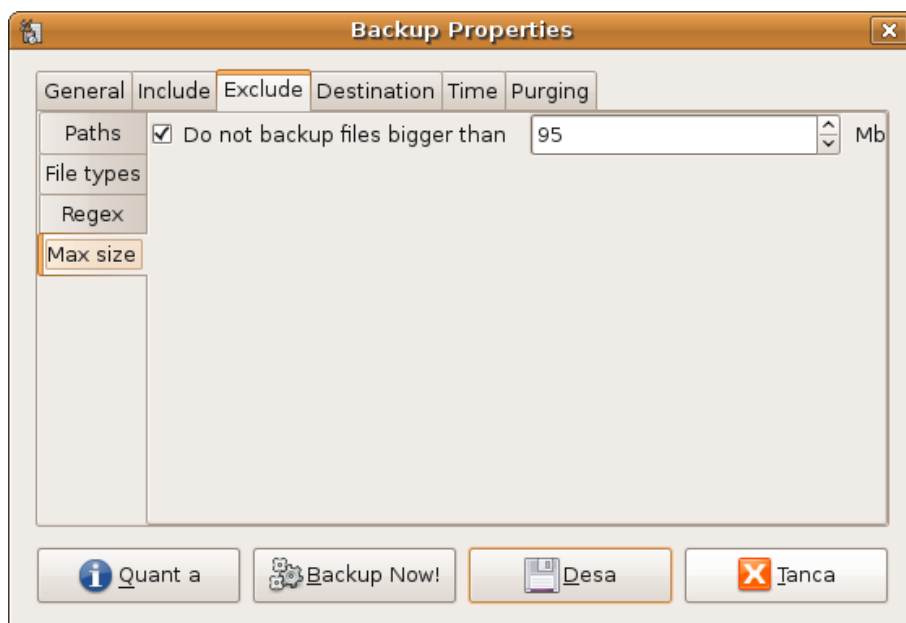 Backup Properties
General Include Exclude Destination Time Purging
Paths
Do not backup files bigger than 95 Mb
File types
Regex
Max size
Quant a Backup Now! Desa Tanca